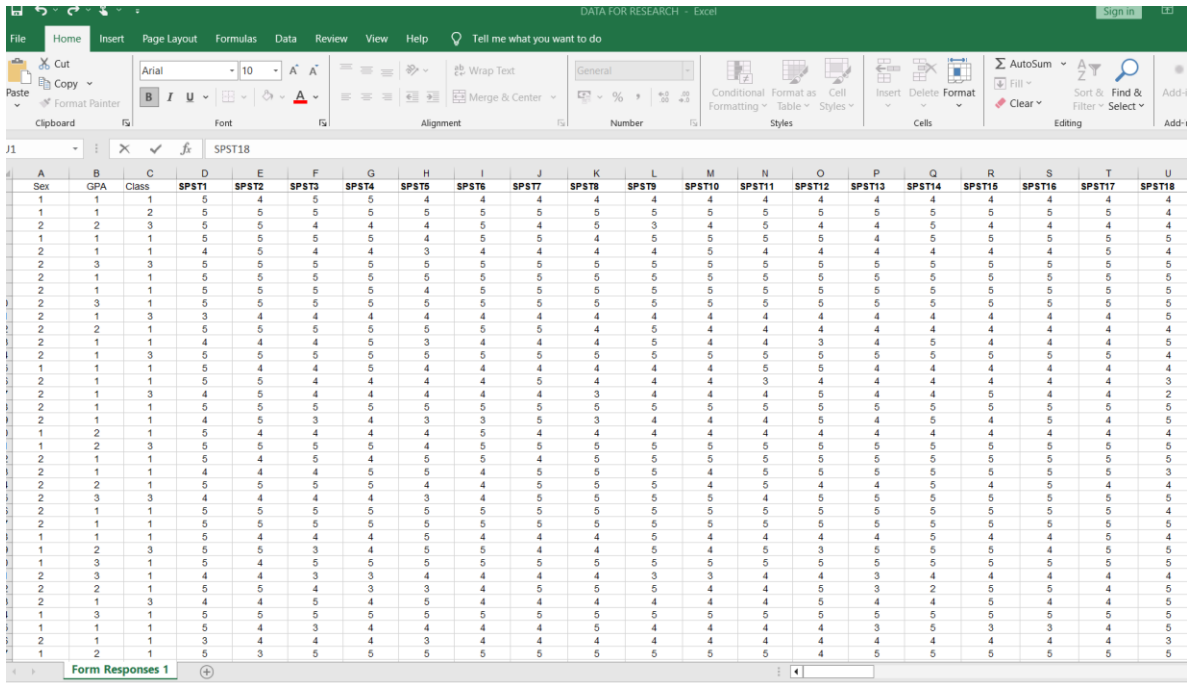 DATA FOR RESEARCH - Excel
Sign in
File Home Insert Page Layout Formulas Data Review View Help Tell me what you want to do
Cut
Copy
Format Painter
Paste
Arial 10 A A
B I U A
Wrap Text
Merge & Center
General
%
Conditional Formatting Format as Table Cell Styles
Insert Delete Format
AutoSum
Fill
Clear
Sort & Filter Find & Select
Clipboard Font Alignment Number Styles Cells Editing
fx SPST18
A B C D E F G H I J K L M N O P Q R S T U
Sex GPA Class SPST1 SPST2 SPST3 SPST4 SPST5 SPST6 SPST7 SPST8 SPST9 SPST10 SPST11 SPST12 SPST13 SPST14 SPST15 SPST16 SPST17 SPST18
1 1 1 5 4 5 5 4 4 4 4 4 4 4 4 4 4 4 4 4 4
1 1 2 5 5 5 5 5 5 5 5 5 5 5 5 5 5 5 5 5 4
2 2 3 5 5 4 4 4 5 4 5 3 4 5 4 4 5 4 4 4 4
1 1 1 5 5 5 5 4 5 5 4 5 5 5 5 4 5 5 5 5 5
2 1 1 4 5 4 4 3 4 4 4 4 5 4 4 4 4 4 4 5 4
2 3 3 5 5 5 5 5 5 5 5 5 5 5 5 5 5 5 5 5 5
2 1 1 5 5 5 5 5 5 5 5 5 5 5 5 5 5 5 5 5 5
2 1 1 5 5 5 5 4 5 5 5 5 5 5 5 5 5 5 5 5 5
2 3 1 5 5 5 5 5 5 5 5 5 5 5 5 5 5 5 5 5 5
2 1 3 3 4 4 4 4 4 4 4 4 4 4 4 4 4 4 4 4 5
2 2 1 5 5 5 5 5 5 5 4 5 4 4 4 4 4 4 4 4 4
2 1 1 4 4 4 5 3 4 4 4 5 4 4 3 4 5 4 4 4 5
2 1 3 5 5 5 5 5 5 5 5 5 5 5 5 5 5 5 5 5 4
1 1 1 5 4 4 5 4 4 4 4 4 4 5 4 4 4 4 4 4 4
2 1 1 5 5 4 4 4 4 5 4 4 4 3 4 4 4 4 4 4 3
2 1 3 4 5 4 4 4 4 4 3 4 4 4 5 4 4 5 4 4 2
2 1 1 5 5 5 5 5 5 5 5 5 5 5 5 5 5 5 5 5 5
2 1 1 4 5 3 4 3 3 5 3 4 4 4 5 4 5 4 5 4 5
1 2 1 5 4 4 4 4 5 4 4 4 4 4 4 4 4 4 4 4 4
1 2 3 5 5 5 5 4 5 5 5 5 5 5 5 5 5 5 5 5 5
2 1 1 5 4 5 4 5 4 5 5 5 5 5 5 5 5 5 5 5 5
2 1 1 4 4 4 5 5 4 5 5 5 4 5 5 5 5 5 5 5 3
2 2 1 5 5 5 5 4 4 5 4 5 4 5 4 4 5 4 5 4 5
2 3 3 4 4 4 4 3 4 5 5 5 5 4 5 5 5 5 5 5 5
2 1 1 5 5 5 5 5 5 5 5 5 5 5 5 5 5 5 5 5 4
2 1 1 5 5 5 5 5 5 5 5 5 5 5 5 5 5 5 5 5 5
1 1 1 5 4 4 4 5 4 4 4 5 4 4 4 4 5 4 4 5 4
1 2 3 5 5 3 4 5 5 4 4 5 4 5 3 5 5 5 5 4 5
1 3 1 5 4 5 4 4 4 4 4 4 4 4 4 4 4 4 4 4 5
2 3 1 4 4 3 3 4 4 4 4 3 3 4 4 3 4 4 4 4 4
2 2 1 5 5 4 3 3 4 5 5 5 4 4 5 3 2 5 5 5 4
2 1 3 4 4 5 4 5 4 4 4 4 4 4 5 4 4 5 4 4 5
1 3 1 5 5 5 5 5 5 5 5 5 5 5 5 5 5 5 5 5 5
1 1 1 5 4 3 4 4 4 4 5 4 4 4 4 3 5 3 3 4 5
2 1 1 3 4 4 4 3 4 4 4 4 4 4 4 4 4 4 4 4 3
1 2 1 5 3 5 5 5 5 5 5 5 5 5 4 5 5 5 5 5 5
Form Responses 1